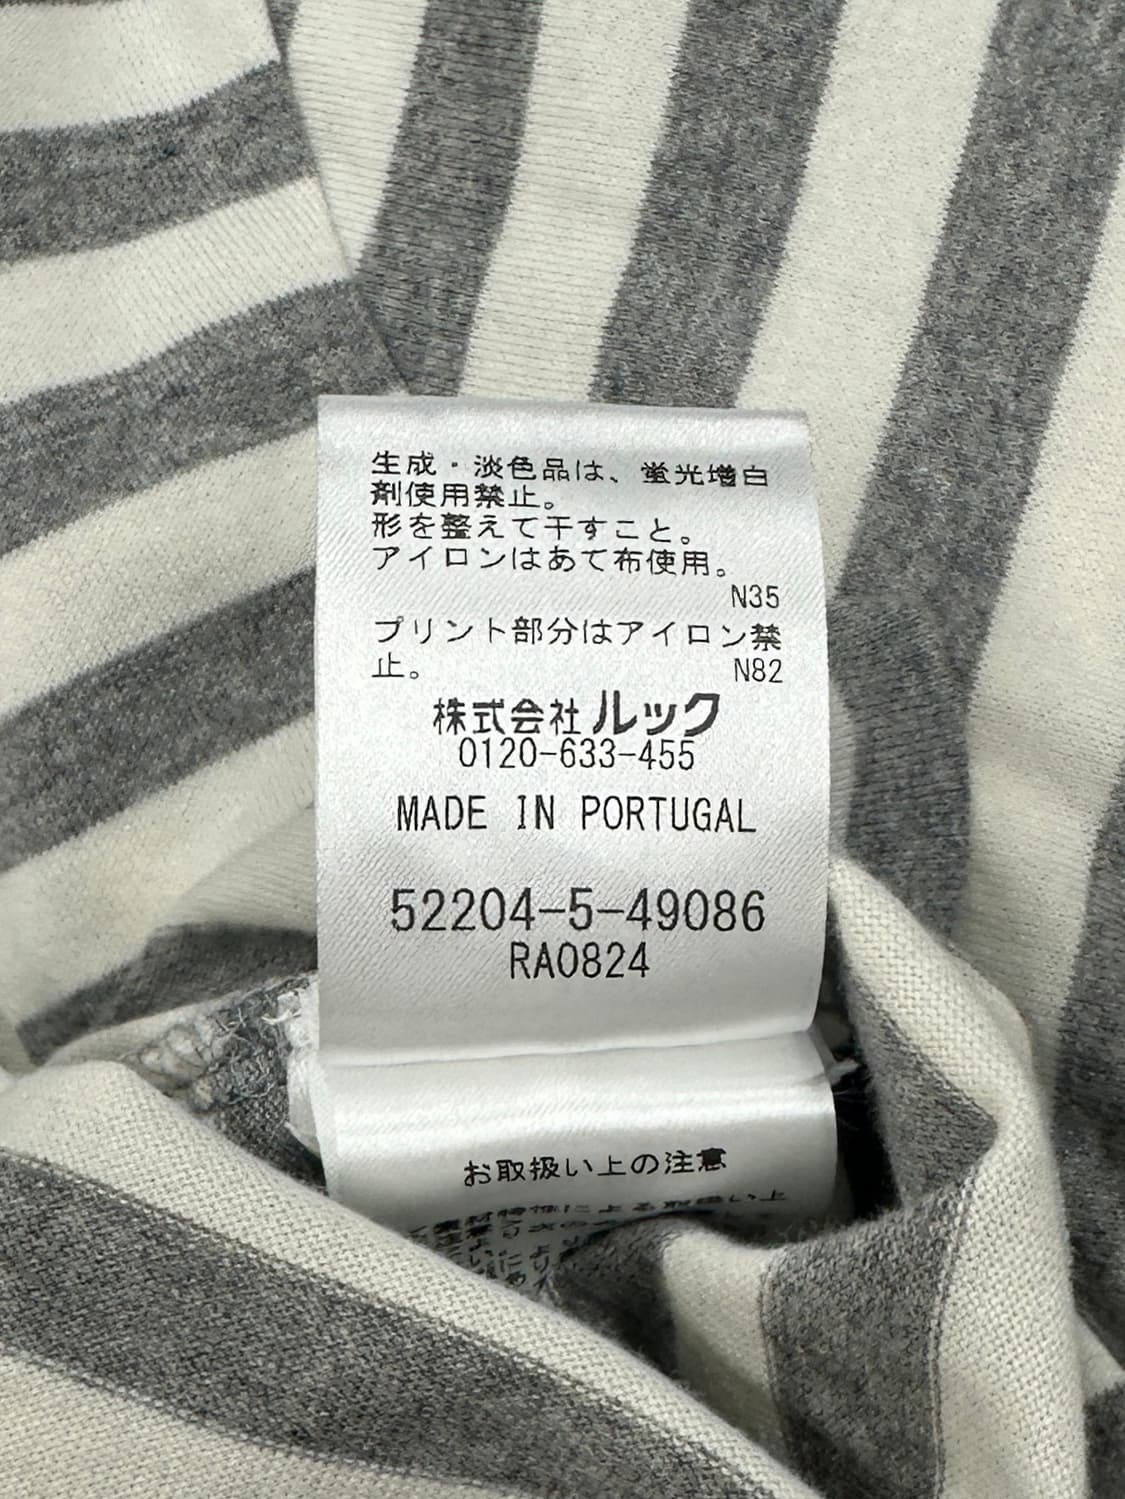 生成・淡色品は、蛍光増白
剤使用禁止。
形を整えて干すこと。
アイロンはあて布使用。
N35
プリント部分はアイロン禁
止。
N82
株式会社ルック
0120-633-455
MADE IN PORTUGAL
52204-5-49086
RA0824
お取扱い上の注意